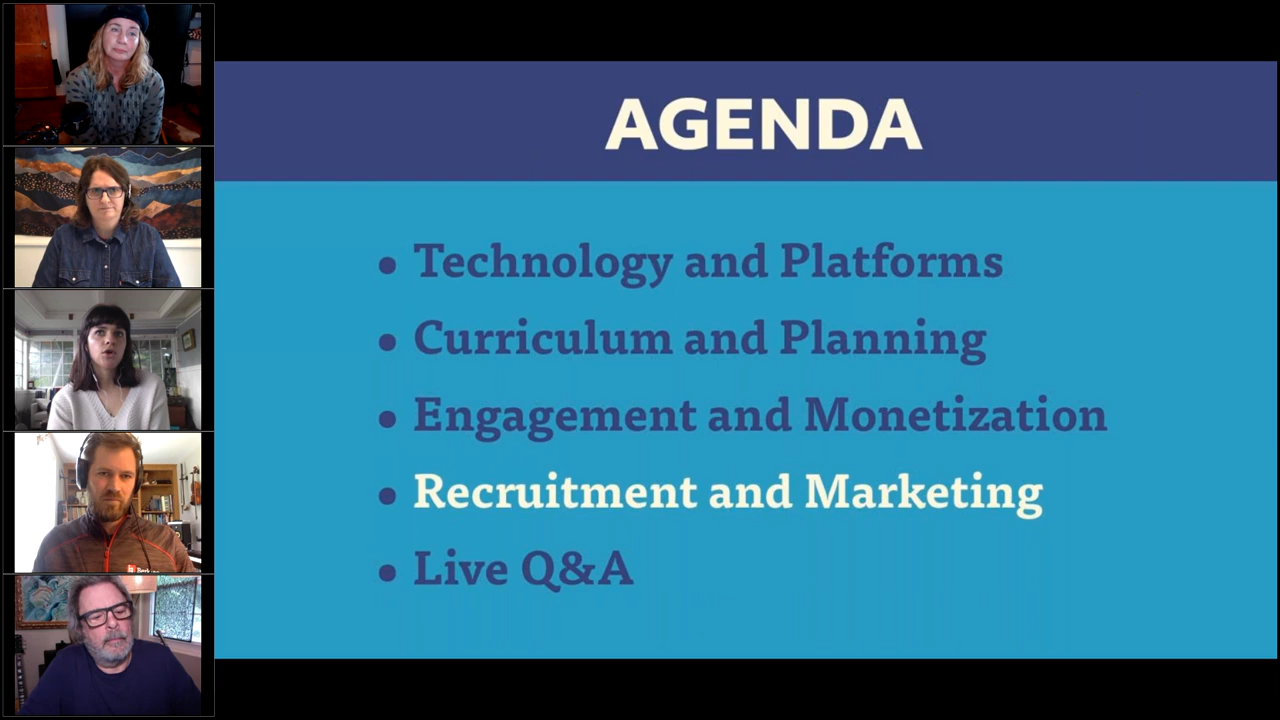 AGENDA
• Technology and Platforms
• Curriculum and Planning
• Engagement and Monetization
• Recruitment and Marketing
• Live Q&A